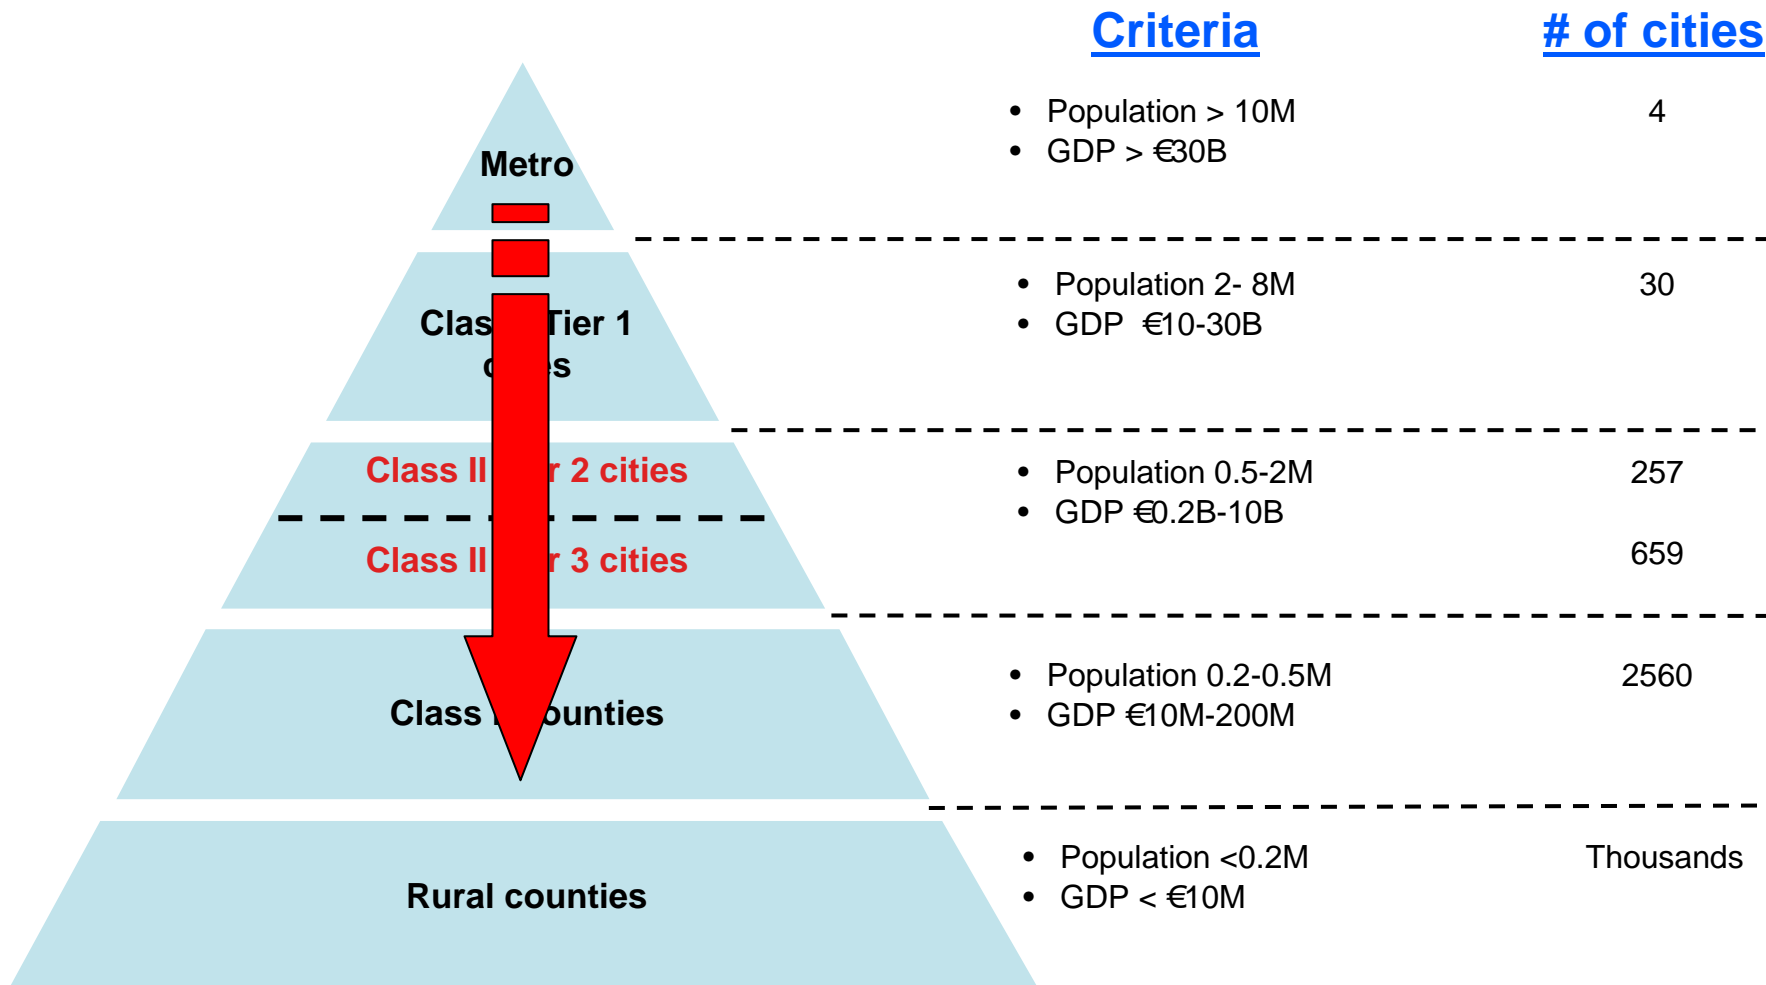 Criteria
# of cities
Metro
• Population > 10M
• GDP > €30B
4
Tier 1
• Population 2- 8M
• GDP €10-30B
30
Class II 2 cities
Class II 3 cities
• Population 0.5-2M
• GDP €0.2B-10B
257
659
Class
• Population 0.2-0.5M
• GDP €10M-200M
2560
Rural counties
• Population <0.2M
• GDP < €10M
Thousands